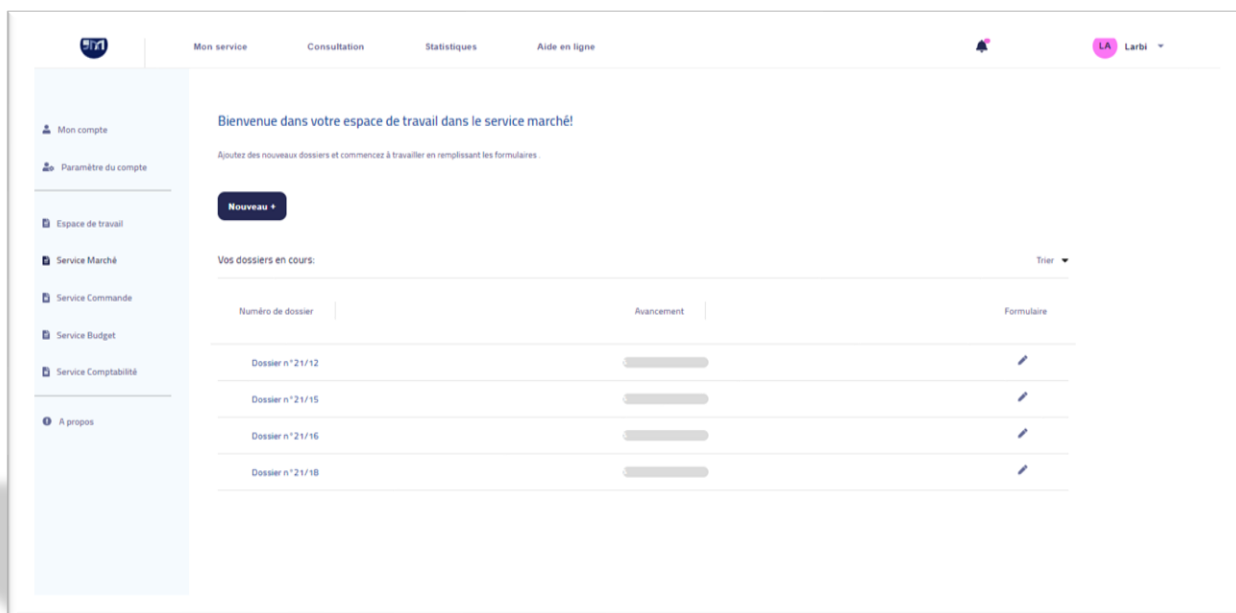 Mon service Consultation Statistiques Aide en ligne LA Larbi
Mon compte
Paramètre du compte
Espace de travail
Service Marché
Service Commande
Service Budget
Service Comptabilité
A propos
Bienvenue dans votre espace de travail dans le service marché!
Ajoutez des nouveaux dossiers et commencez à travailler en remplissant les formulaires .
Nouveau +
Vos dossiers en cours: Trier
Numéro de dossier Avancement Formulaire
Dossier n°21/12
Dossier n°21/15
Dossier n°21/16
Dossier n°21/18